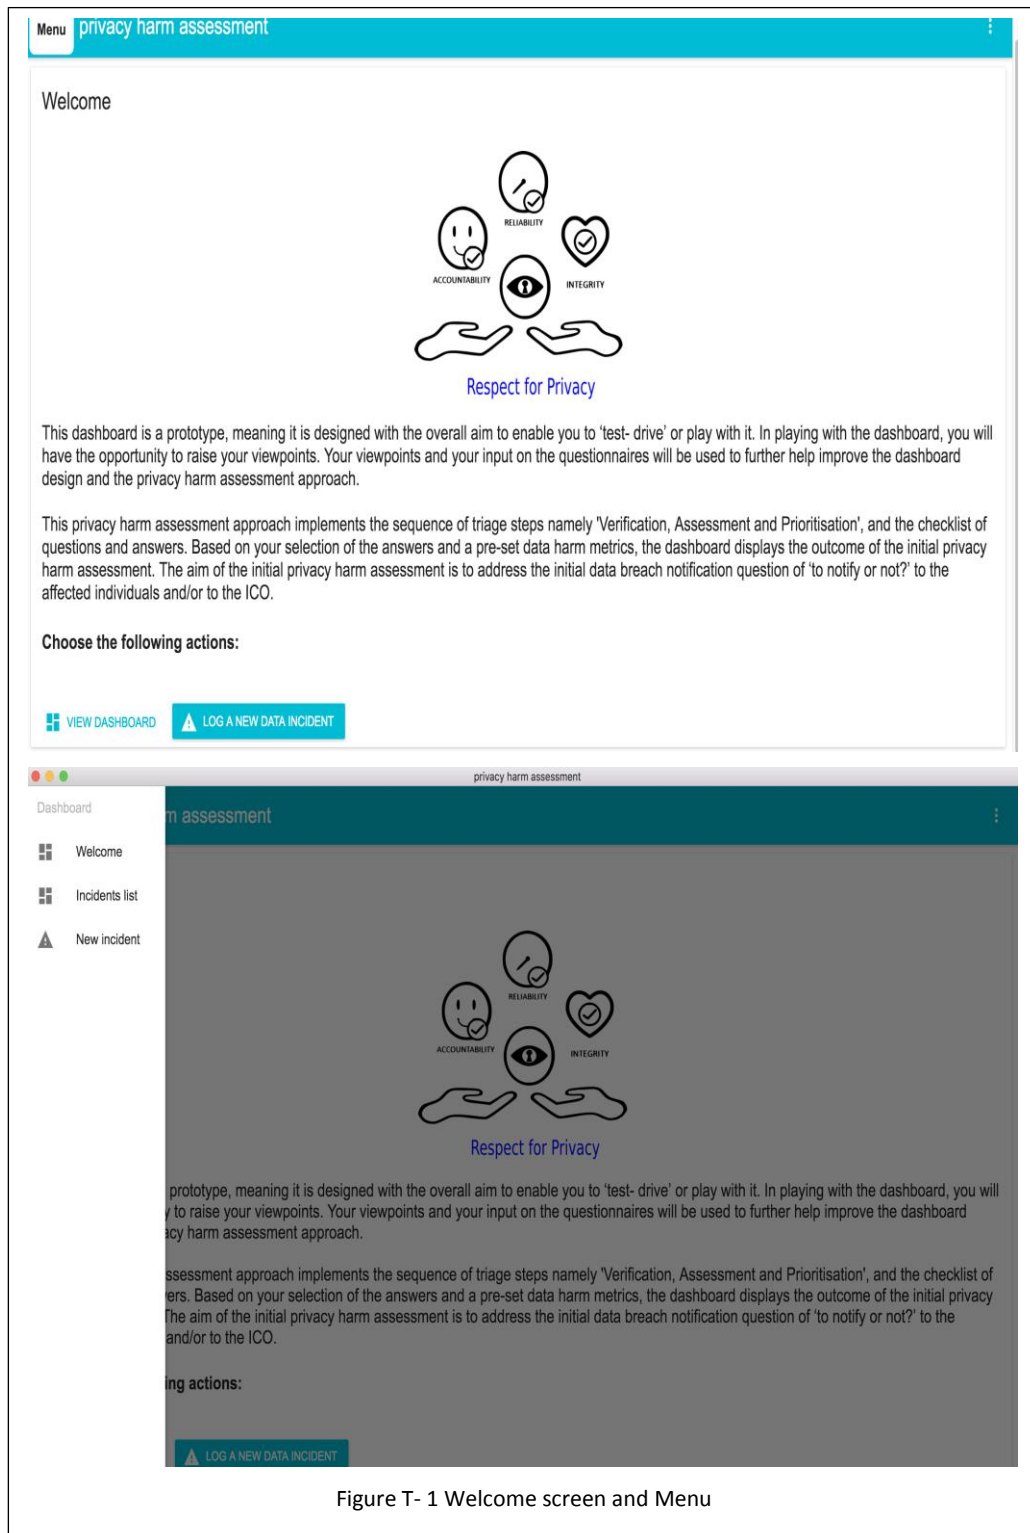 Menu privacy harm assessment
Welcome
RELIABILITY
ACCOUNTABILITY
INTEGRITY
Respect for Privacy
This dashboard is a prototype, meaning it is designed with the overall aim to enable you to ‘test- drive’ or play with it. In playing with the dashboard, you will
have the opportunity to raise your viewpoints. Your viewpoints and your input on the questionnaires will be used to further help improve the dashboard
design and the privacy harm assessment approach.
This privacy harm assessment approach implements the sequence of triage steps namely 'Verification, Assessment and Prioritisation', and the checklist of
questions and answers. Based on your selection of the answers and a pre-set data harm metrics, the dashboard displays the outcome of the initial privacy
harm assessment. The aim of the initial privacy harm assessment is to address the initial data breach notification question of ‘to notify or not?’ to the
affected individuals and/or to the ICO.
Choose the following actions:
VIEW DASHBOARD LOG A NEW DATA INCIDENT
privacy harm assessment
Dashboard
m assessment
Welcome
Incidents list
New incident
RELIABILITY
ACCOUNTABILITY
INTEGRITY
Respect for Privacy
prototype, meaning it is designed with the overall aim to enable you to ‘test- drive’ or play with it. In playing with the dashboard, you will
y to raise your viewpoints. Your viewpoints and your input on the questionnaires will be used to further help improve the dashboard
acy harm assessment approach.
ssessment approach implements the sequence of triage steps namely 'Verification, Assessment and Prioritisation', and the checklist of
ers. Based on your selection of the answers and a pre-set data harm metrics, the dashboard displays the outcome of the initial privacy
The aim of the initial privacy harm assessment is to address the initial data breach notification question of ‘to notify or not?’ to the
and/or to the ICO.
ing actions:
LOG A NEW DATA INCIDENT
Figure T- 1 Welcome screen and Menu